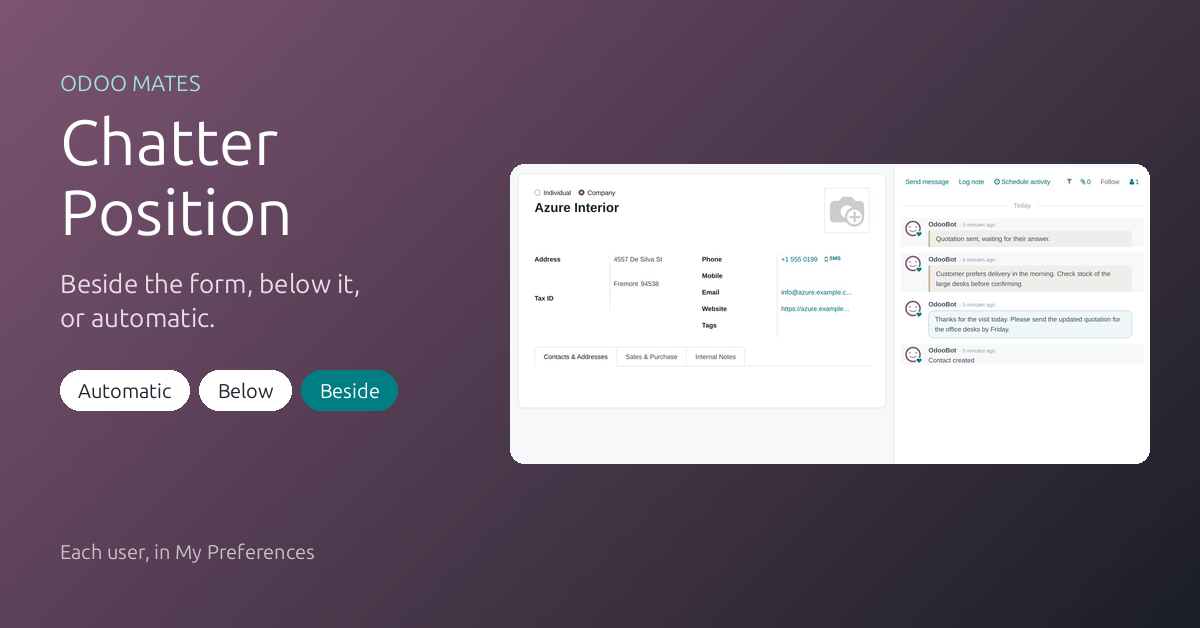 ODOO MATES
Chatter
Position
Beside the form, below it,
or automatic.
Automatic
Below
Beside
Each user, in My Preferences
Individual
Company
Azure Interior
Address
4557 De Silva St
Fremont 94538
Tax ID
Phone
+1 555 0199
SMS
Mobile
Email
info@azure.example.c...
Website
https://azure.example...
Tags
Contacts & Addresses
Sales & Purchase
Internal Notes
Send message
Log note
Schedule activity
0
Follow
1
Today
OdooBot - 5 minutes ago
Quotation sent, waiting for their answer.
OdooBot - 5 minutes ago
Customer prefers delivery in the morning. Check stock of the
large desks before confirming.
OdooBot - 5 minutes ago
Thanks for the visit today. Please send the updated quotation for
the office desks by Friday.
OdooBot - 5 minutes ago
Contact created